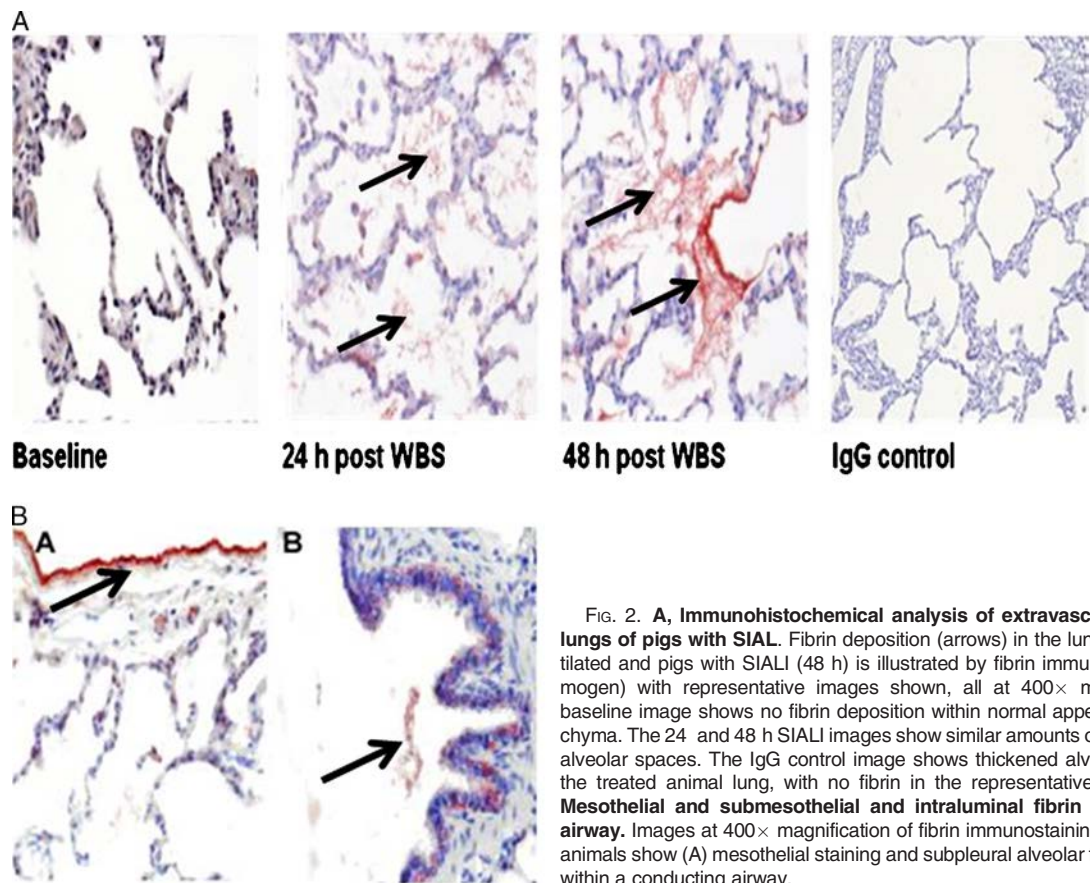 A
Baseline
24 h post WBS
48 h post WBS
IgG control
B
A
B
FIG. 2. A, Immunohistochemical analysis of extravasc
lungs of pigs with SIAL. Fibrin deposition (arrows) in the lun
tilated and pigs with SIALI (48 h) is illustrated by fibrin immu
mogen) with representative images shown, all at 400× m
baseline image shows no fibrin deposition within normal appe
chyma. The 24 and 48 h SIALI images show similar amounts o
alveolar spaces. The IgG control image shows thickened alv
the treated animal lung, with no fibrin in the representative
Mesothelial and submesothelial and intraluminal fibrin
airway. Images at 400× magnification of fibrin immunostaining
animals show (A) mesothelial staining and subpleural alveolar
within a conducting airway.